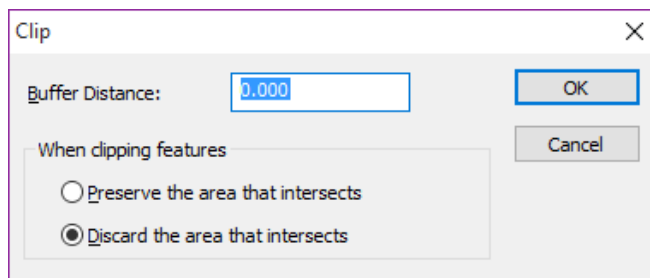 Clip
Buffer Distance: 0.000 OK
When clipping features Cancel
Preserve the area that intersects
Discard the area that intersects